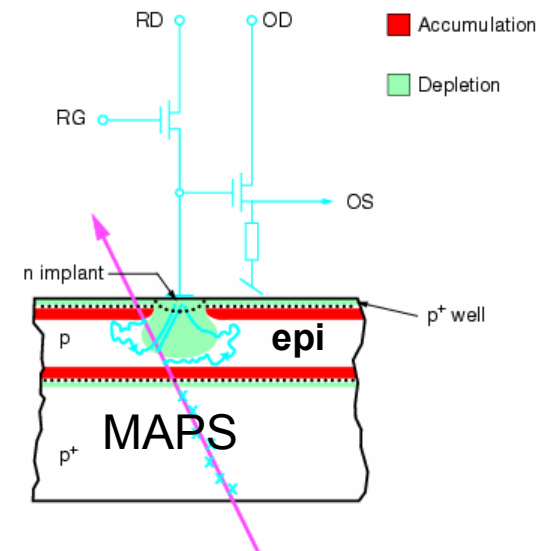 RD
OD
Accumulation
Depletion
RG
OS
n implant
p+ well
p
epi
MAPS
p+